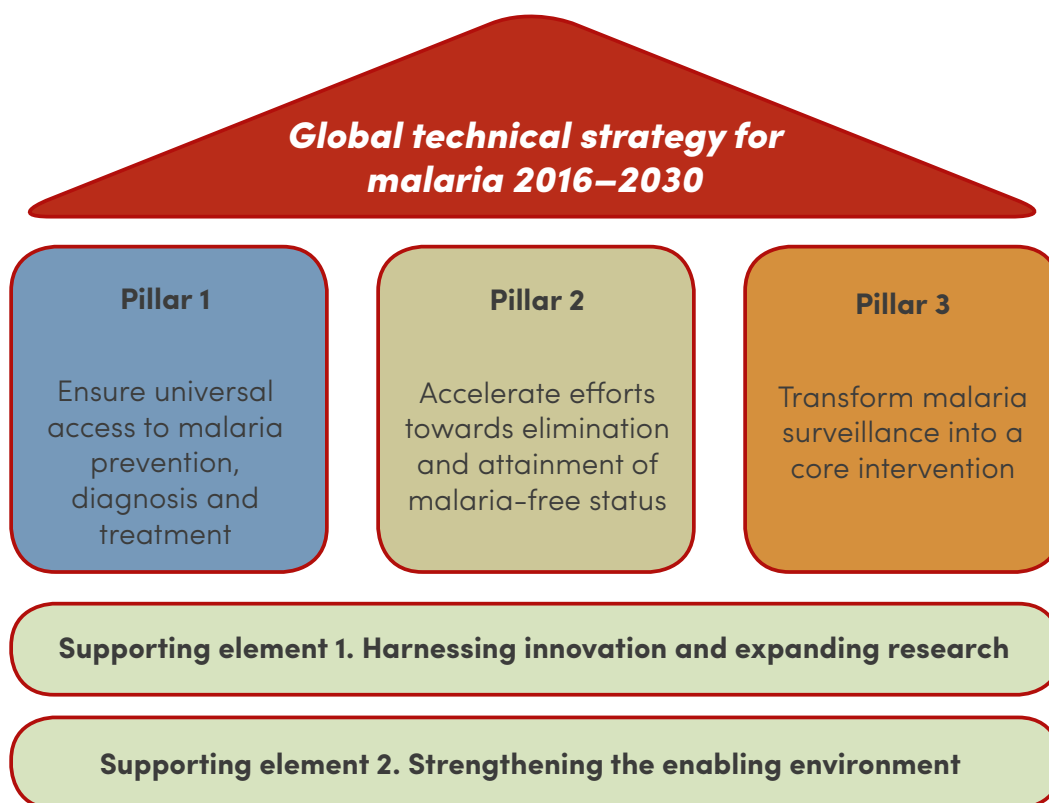 Global technical strategy for
malaria 2016–2030
Pillar 1
Ensure universal
access to malaria
prevention,
diagnosis and
treatment
Pillar 2
Accelerate efforts
towards elimination
and attainment of
malaria-free status
Pillar 3
Transform malaria
surveillance into a
core intervention
Supporting element 1. Harnessing innovation and expanding research
Supporting element 2. Strengthening the enabling environment